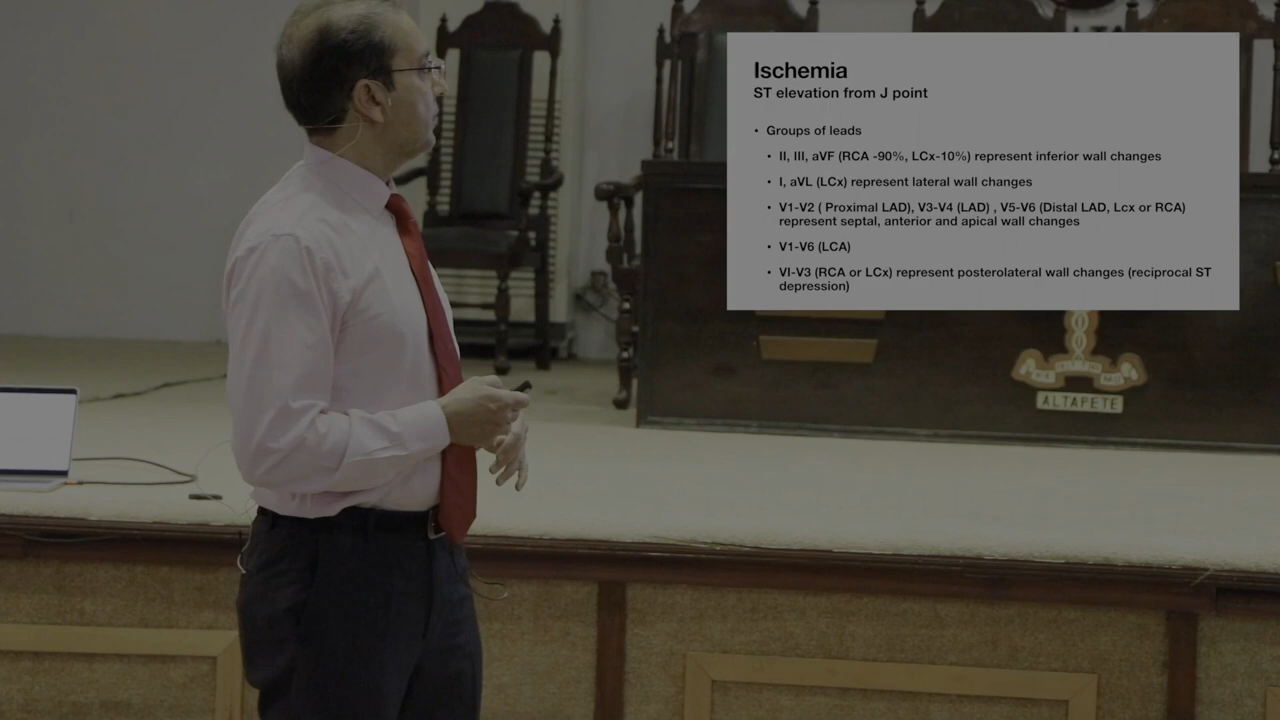 Ischemia
ST elevation from J point
• Groups of leads
• II, III, aVF (RCA -90%, LCx-10%) represent inferior wall changes
• I, aVL (LCx) represent lateral wall changes
• V1-V2 ( Proximal LAD), V3-V4 (LAD) , V5-V6 (Distal LAD, Lcx or RCA)
represent septal, anterior and apical wall changes
• V1-V6 (LCA)
• VI-V3 (RCA or LCx) represent posterolateral wall changes (reciprocal ST
depression)
ALTAPETE